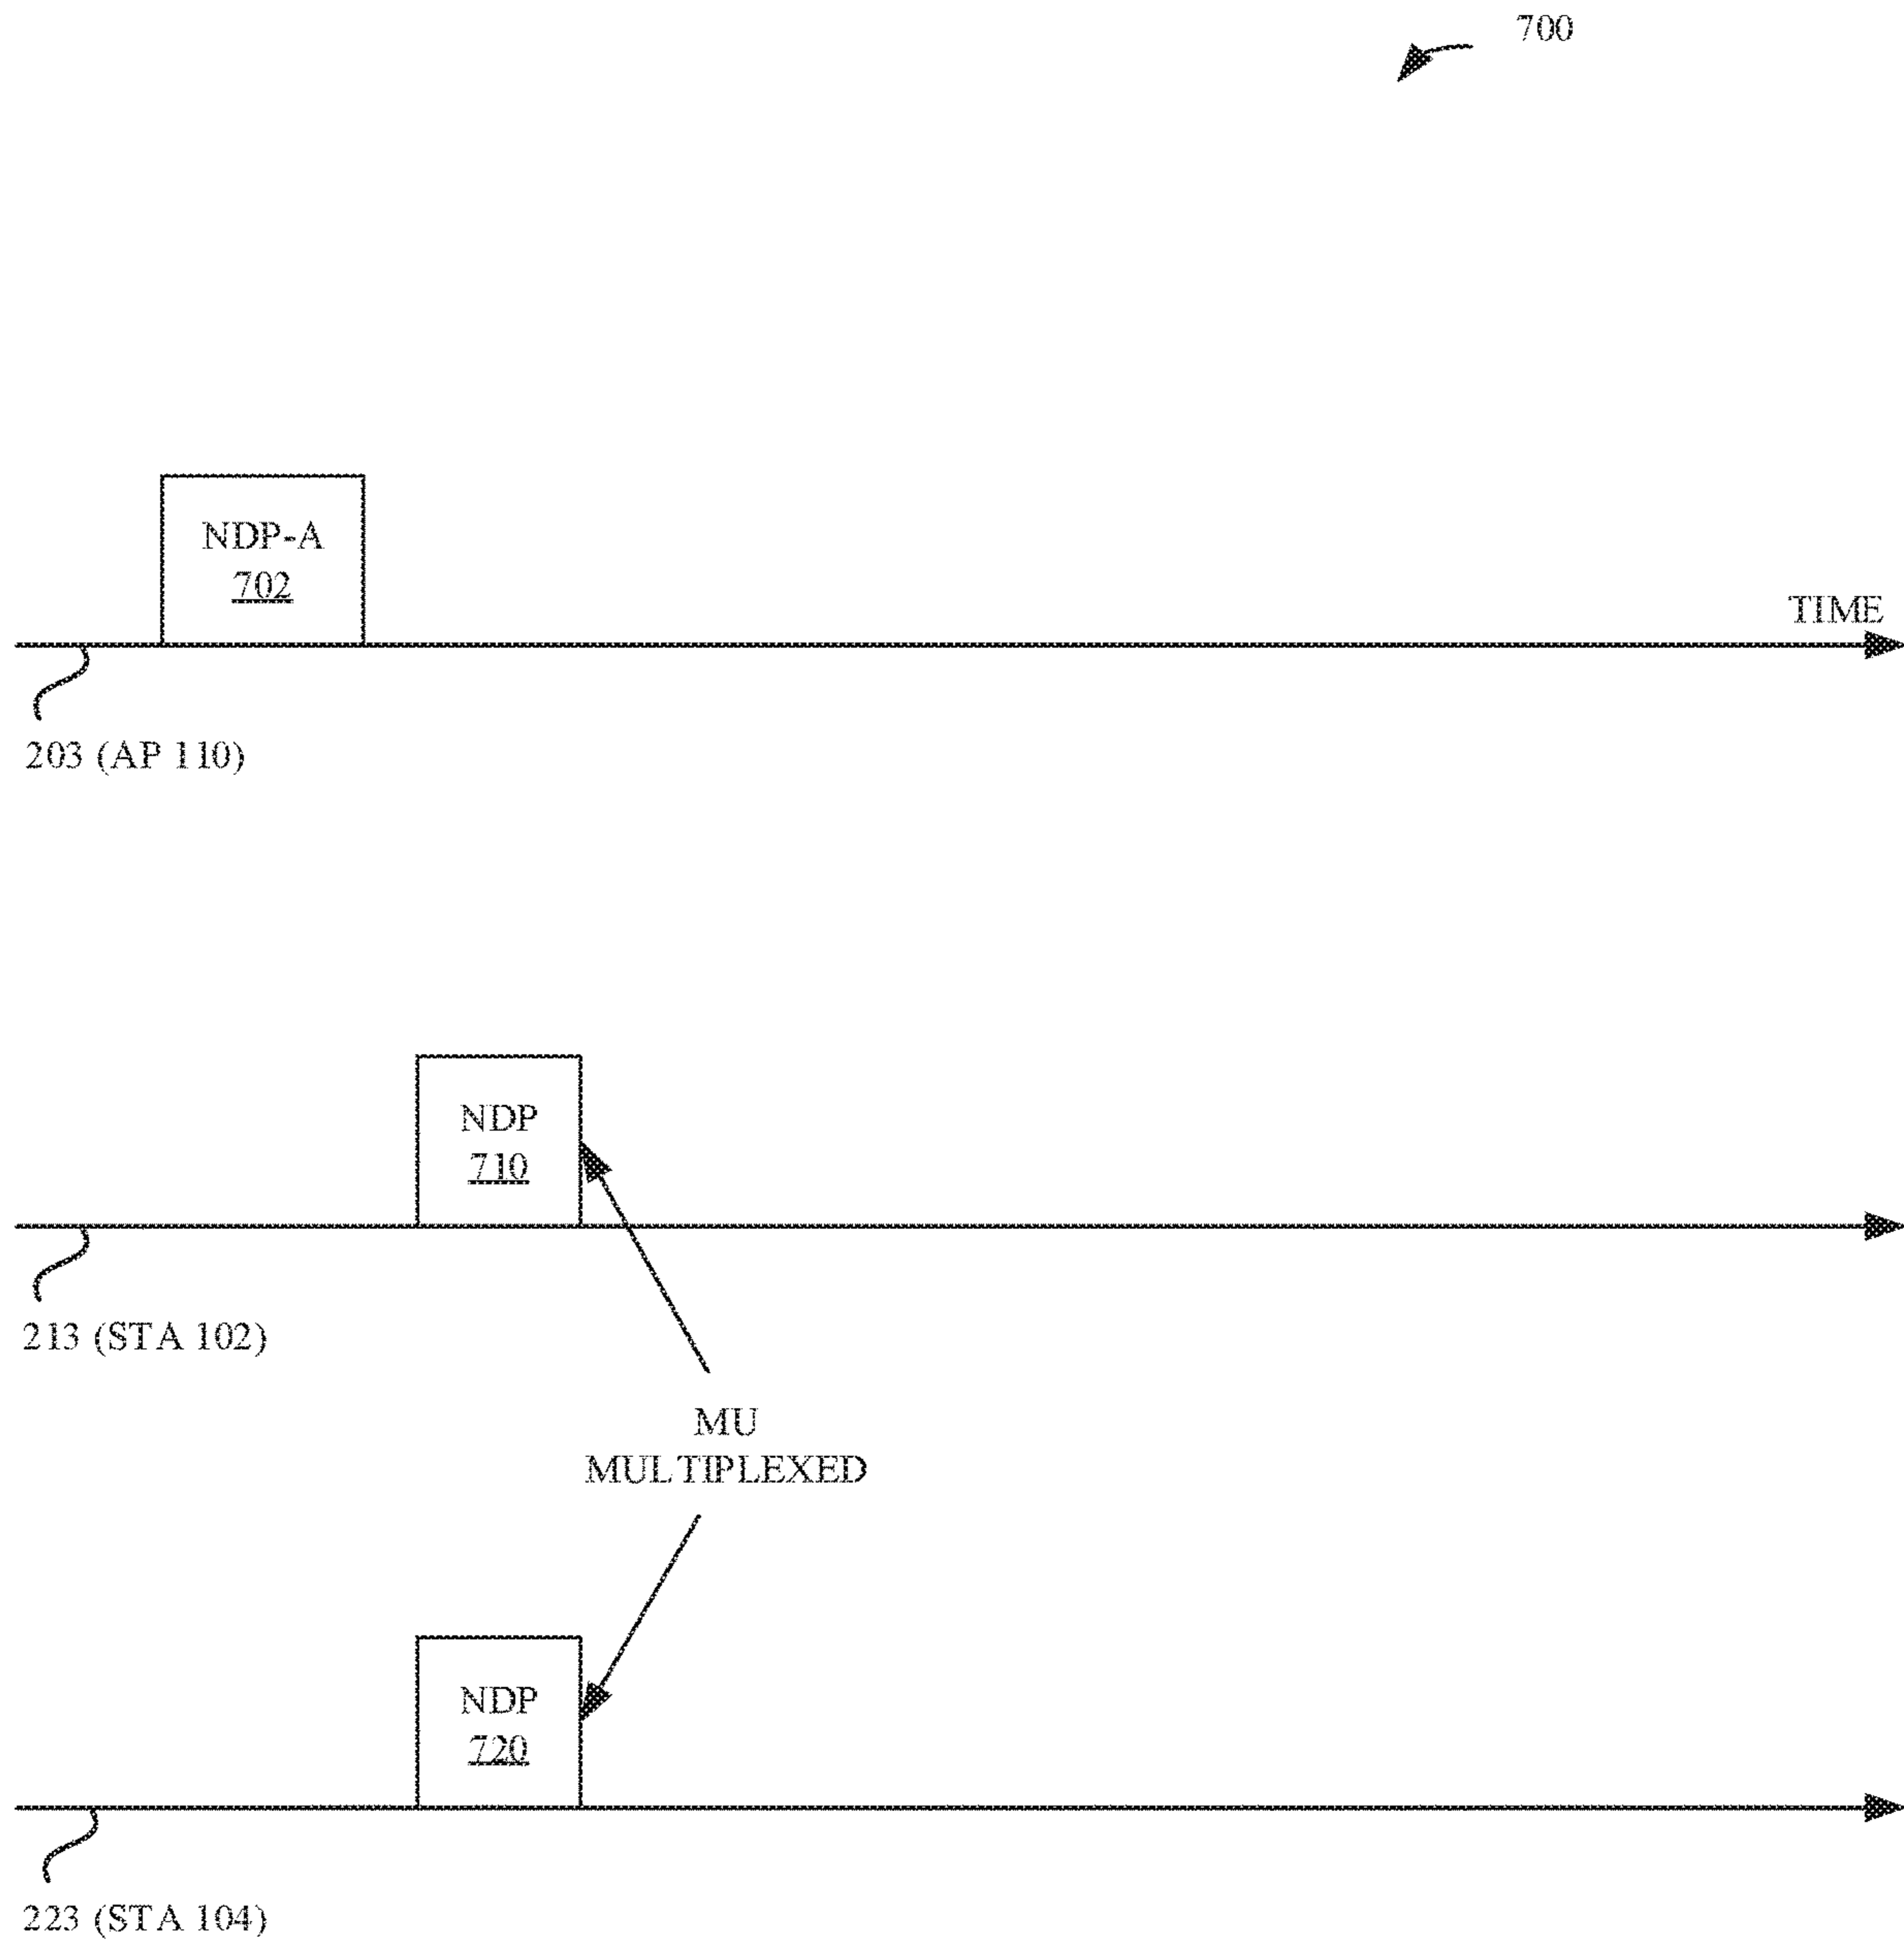 700
NDP-A
702
TIME
203 (AP 110)
NDP
710
213 (STA 102)
MU
MULTIPLEXED
NDP
720
223 (STA 104)